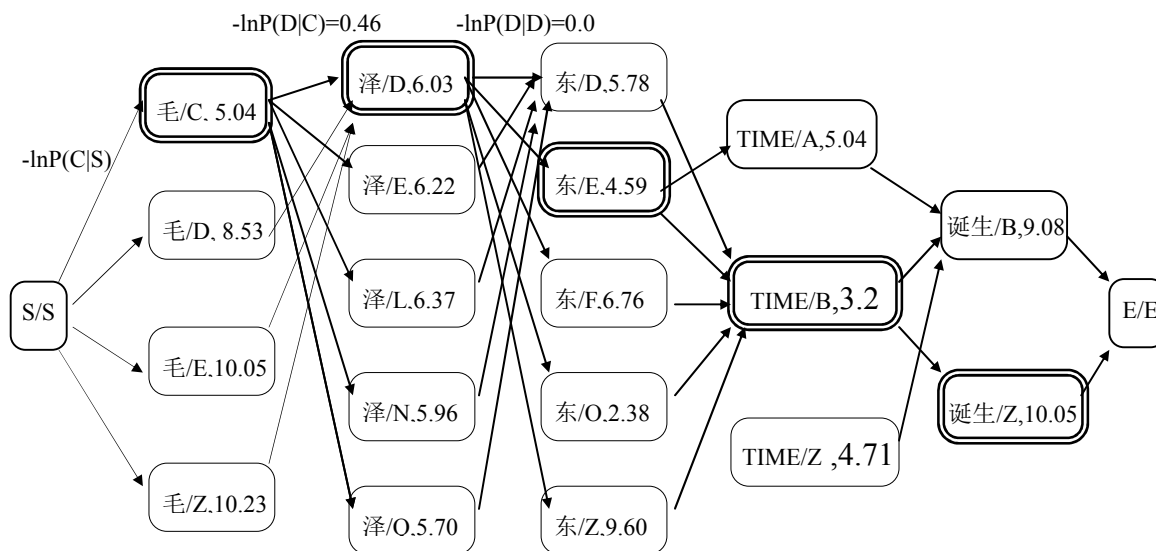 -lnP(D|C)=0.46
-lnP(D|D)=0.0
-lnP(C|S)
S/S
毛/C, 5.04
毛/D, 8.53
毛/E,10.05
毛/Z,10.23
泽/D,6.03
泽/E,6.22
泽/L,6.37
泽/N,5.96
泽/O,5.70
东/D,5.78
东/E,4.59
东/F,6.76
东/O,2.38
东/Z,9.60
TIME/A,5.04
TIME/B,3.2
TIME/Z ,4.71
诞生/B,9.08
诞生/Z,10.05
E/E